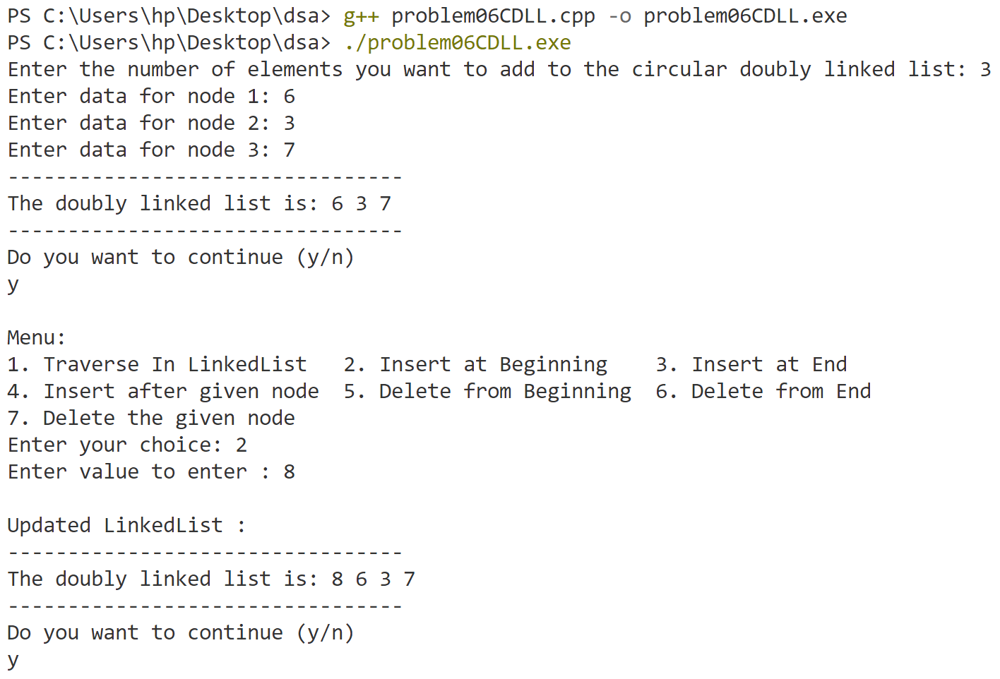 PS C:\Users\hp\Desktop\dsa> g++ problem06CDLL.cpp -o problem06CDLL.exe
PS C:\Users\hp\Desktop\dsa> ./problem06CDLL.exe
Enter the number of elements you want to add to the circular doubly linked list: 3
Enter data for node 1: 6
Enter data for node 2: 3
Enter data for node 3: 7
---------------------------------
The doubly linked list is: 6 3 7
---------------------------------
Do you want to continue (y/n)
y

Menu:
1. Traverse In LinkedList   2. Insert at Beginning    3. Insert at End
4. Insert after given node  5. Delete from Beginning  6. Delete from End
7. Delete the given node
Enter your choice: 2
Enter value to enter : 8

Updated LinkedList :
---------------------------------
The doubly linked list is: 8 6 3 7
---------------------------------
Do you want to continue (y/n)
y